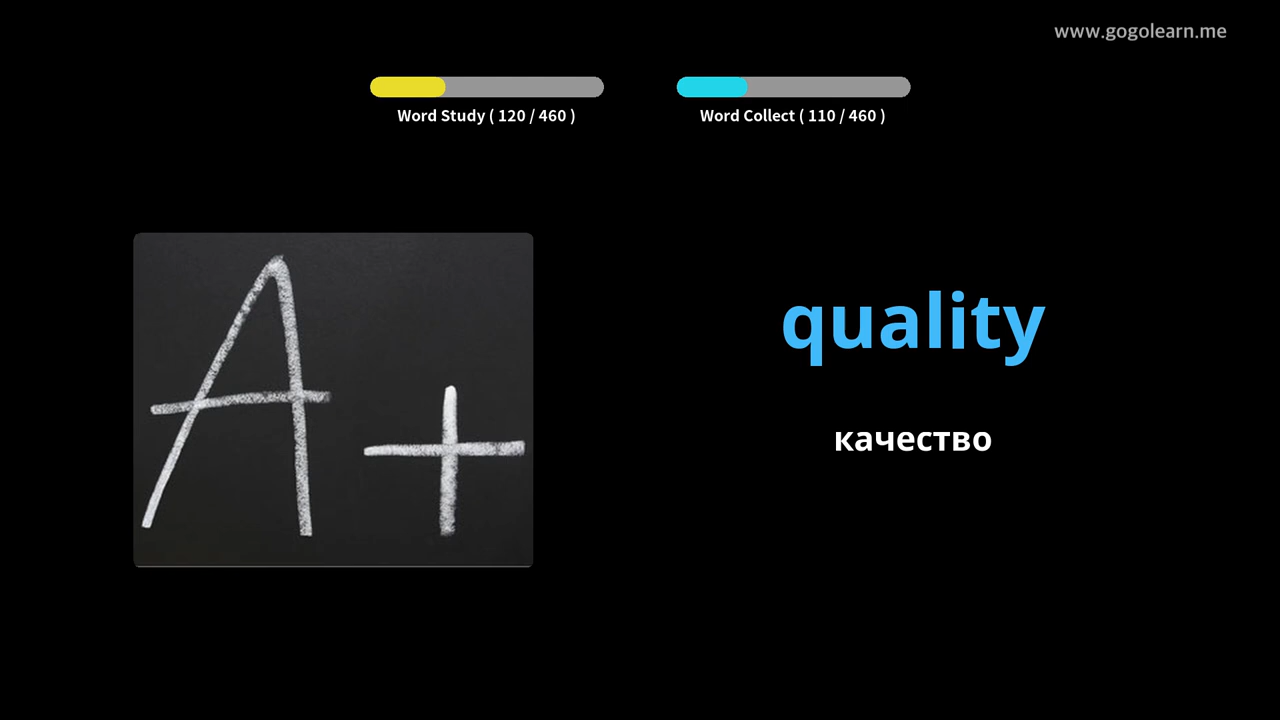 www.gogolearn.me
Word Study ( 120 / 460 )
Word Collect ( 110 / 460 )
A+
quality
качество